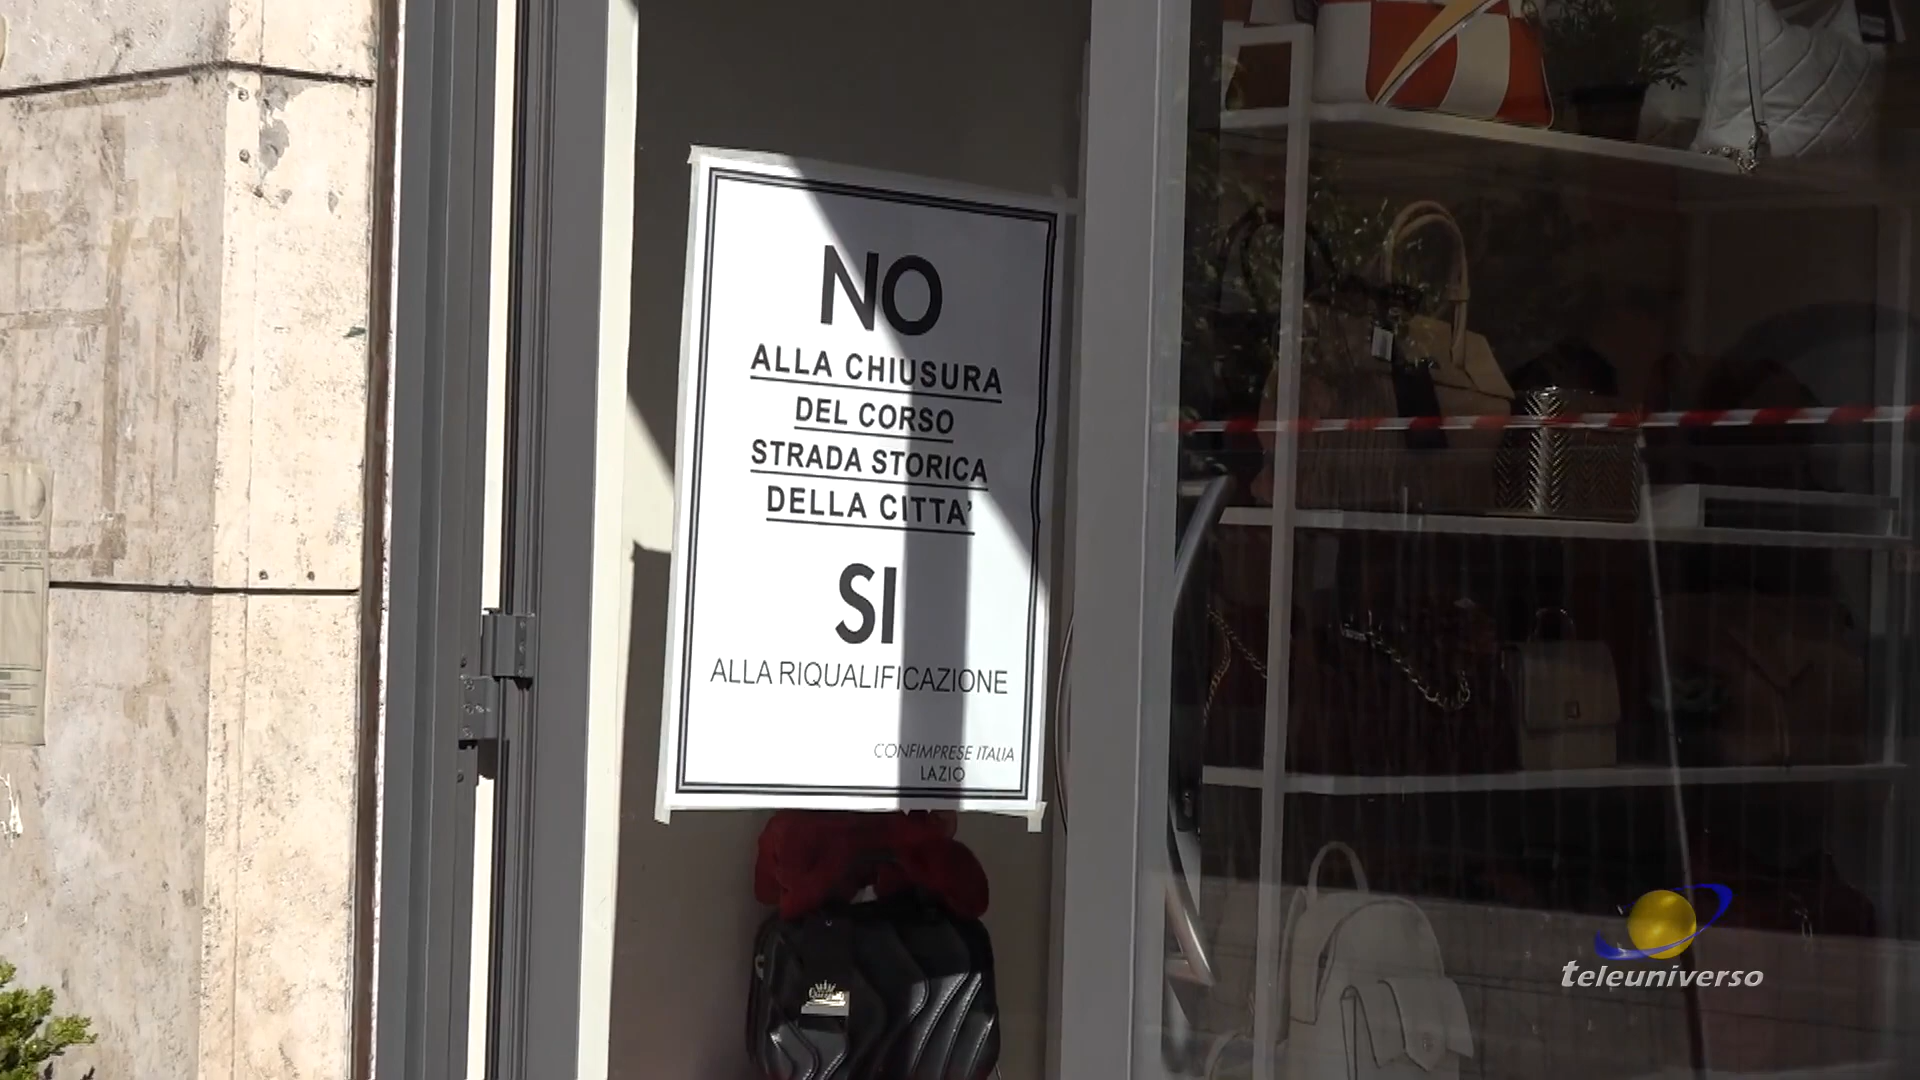 NO
ALLA CHIUSURA
DEL CORSO
STRADA STORICA
DELLA CITTA'
SI
ALLA RIQUALIFICAZIONE
CONFIMPRESE ITALIA
LAZIO
teleuniverso